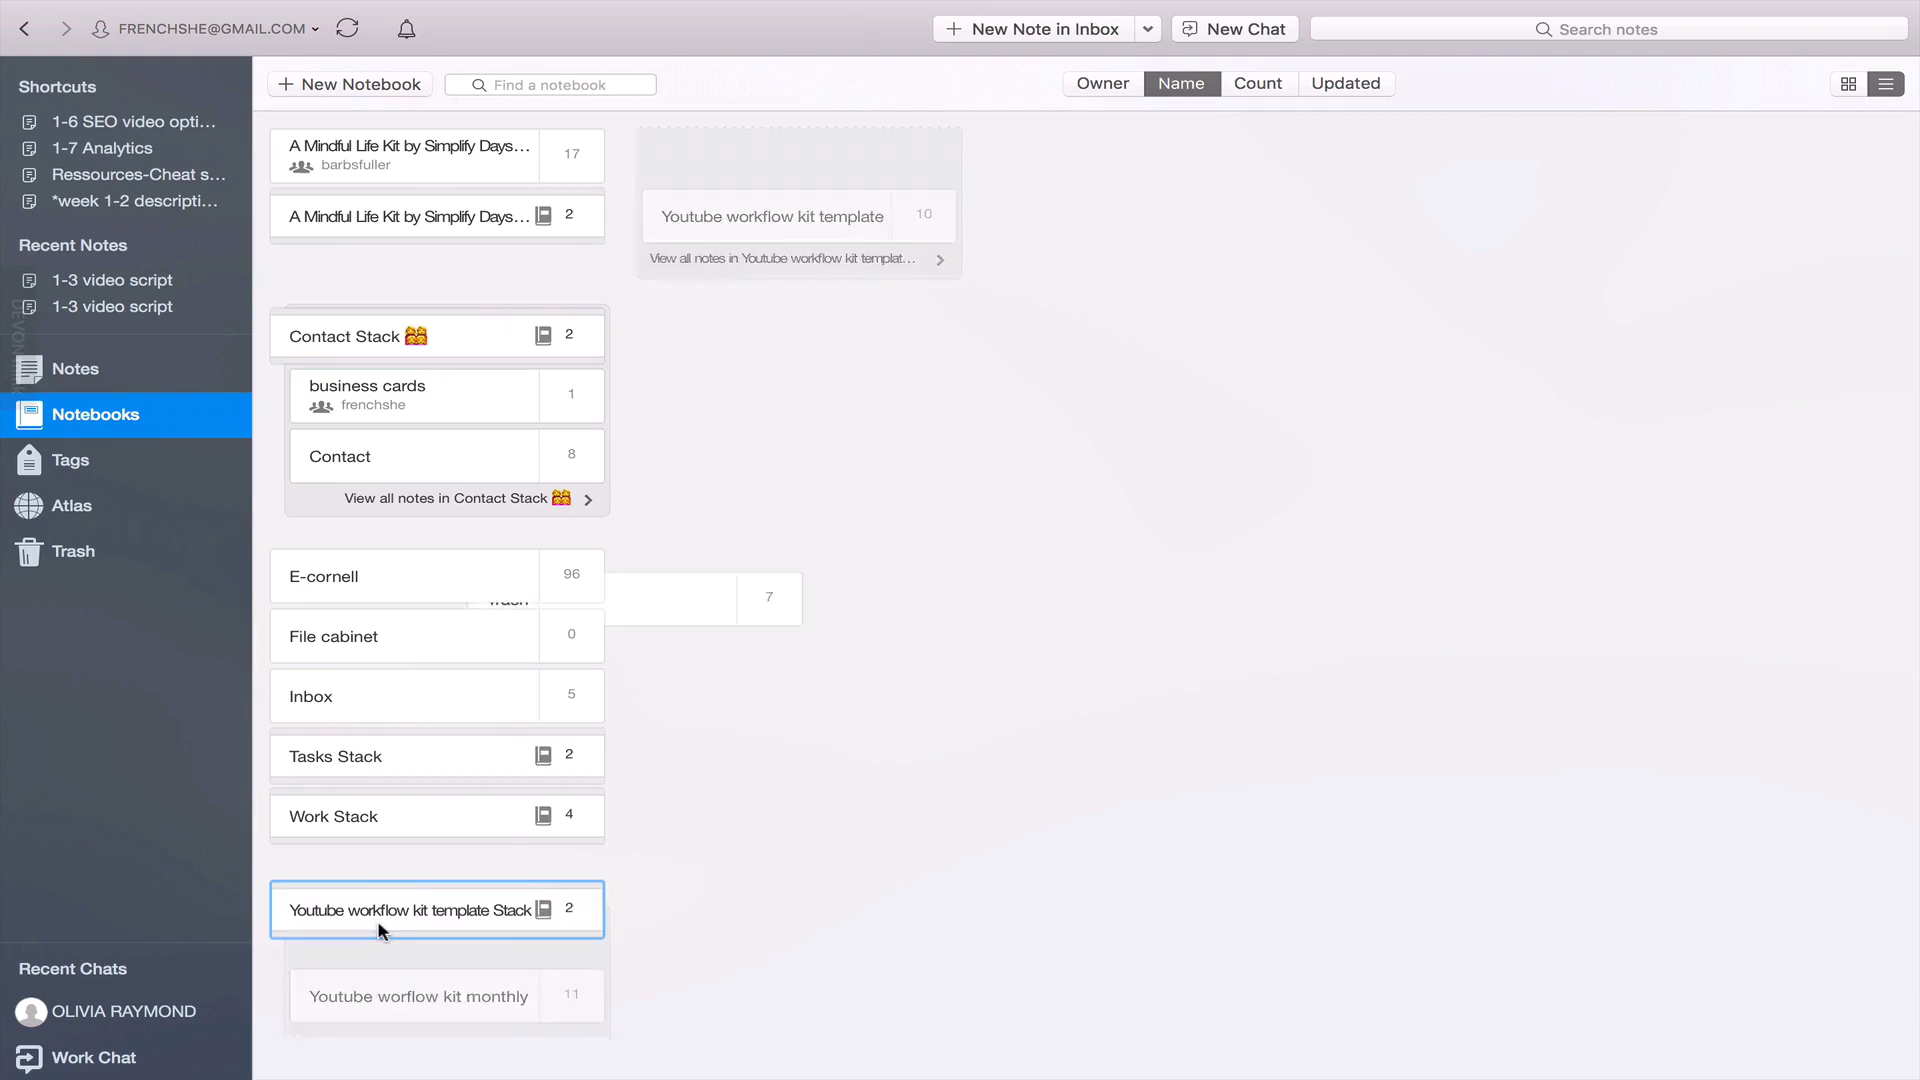 FRENCHSHE@GMAIL.COM
New Note in Inbox
New Chat
Search notes
Shortcuts
1-6 SEO video opti...
1-7 Analytics
Ressources-Cheat s...
*week 1-2 descripti...
Recent Notes
1-3 video script
1-3 video script
Notes
Notebooks
Tags
Atlas
Trash
Recent Chats
OLIVIA RAYMOND
Work Chat
New Notebook
Find a notebook
Owner
Name
Count
Updated
A Mindful Life Kit by Simplify Days... 17
barbsfuller
A Mindful Life Kit by Simplify Days... 2
Contact Stack 2
business cards 1
frenchshe
Contact 8
View all notes in Contact Stack
E-cornell 96
7
File cabinet 0
Inbox 5
Tasks Stack 2
Work Stack 4
Youtube workflow kit template Stack 2
Youtube worflow kit monthly 11
Youtube workflow kit template 10
View all notes in Youtube workflow kit templat...